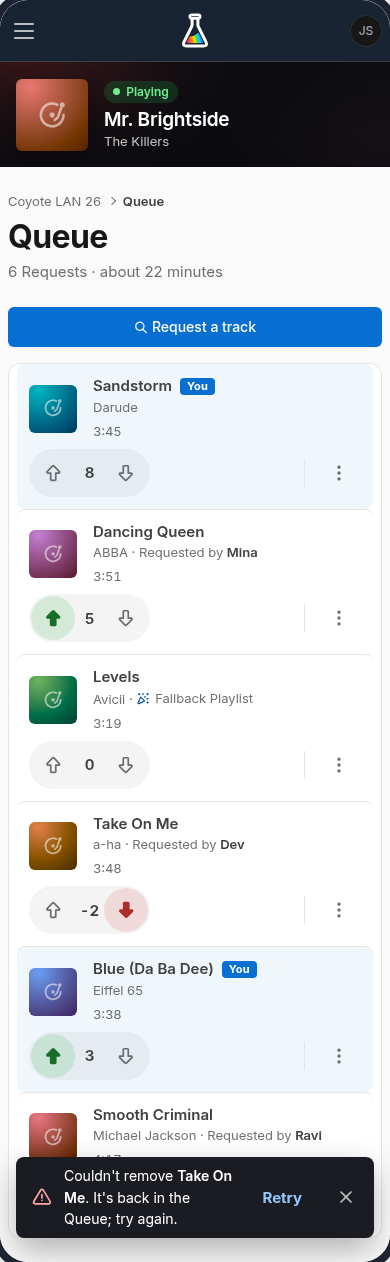 JS
Playing
Mr. Brightside
The Killers
Coyote LAN 26 > Queue
Queue
6 Requests · about 22 minutes
Request a track
Sandstorm You
Darude
3:45
8
Dancing Queen
ABBA · Requested by Mina
3:51
5
Levels
Avicii · Fallback Playlist
3:19
0
Take On Me
a-ha · Requested by Dev
3:48
-2
Blue (Da Ba Dee) You
Eiffel 65
3:38
3
Smooth Criminal
Michael Jackson · Requested by Ravi
Couldn't remove Take On
Me. It's back in the
Queue; try again.
Retry